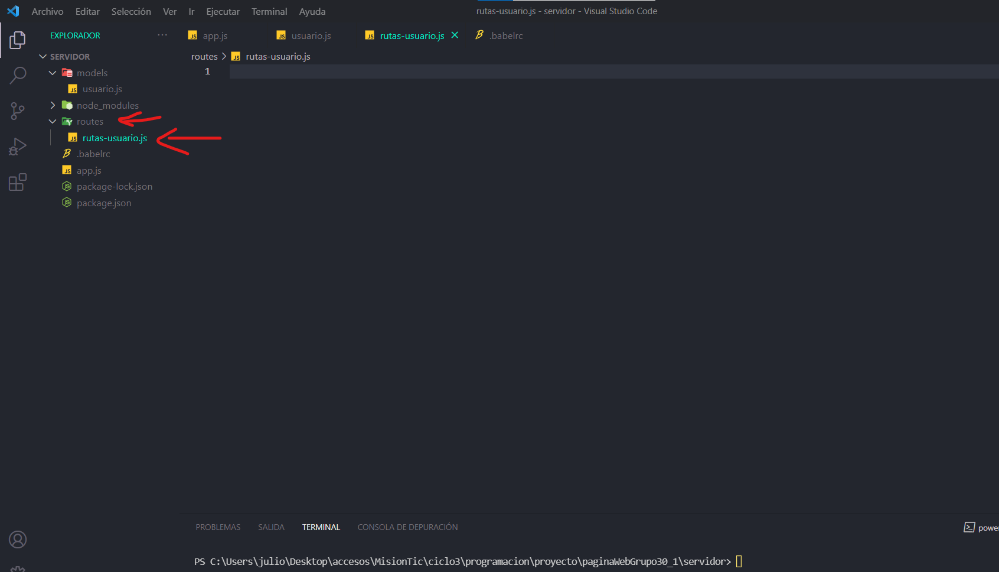 Archivo Editar Selección Ver Ir Ejecutar Terminal Ayuda
rutas-usuario.js - servidor - Visual Studio Code
EXPLORADOR
SERVIDOR
models
usuario.js
node_modules
routes
rutas-usuario.js
.babelrc
app.js
package-lock.json
package.json
app.js usuario.js rutas-usuario.js .babelrc
routes > rutas-usuario.js
1
PROBLEMAS SALIDA TERMINAL CONSOLA DE DEPURACIÓN
power
PS C:\Users\julio\Desktop\accesos\MisionTic\ciclo3\programacion\proyecto\paginaWebGrupo30_1\servidor>